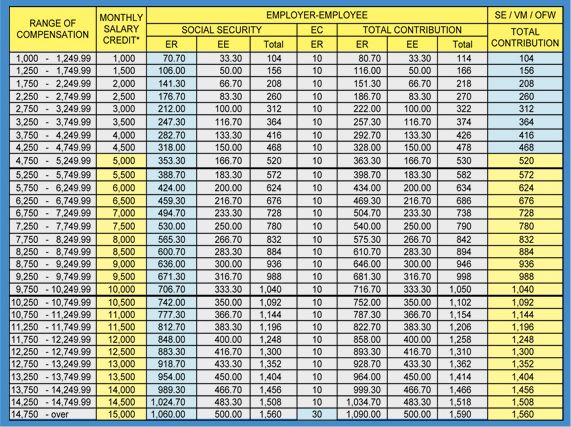 RANGE OF COMPENSATION MONTHLY SALARY CREDIT* EMPLOYER-EMPLOYEE SE / VM / OFW
SOCIAL SECURITY EC TOTAL CONTRIBUTION TOTAL CONTRIBUTION
ER EE Total ER ER EE Total
1,000 - 1,249.99 1,000 70.70 33.30 104 10 80.70 33.30 114 104
1,250 - 1,749.99 1,500 106.00 50.00 156 10 116.00 50.00 166 156
1,750 - 2,249.99 2,000 141.30 66.70 208 10 151.30 66.70 218 208
2,250 - 2,749.99 2,500 176.70 83.30 260 10 186.70 83.30 270 260
2,750 - 3,249.99 3,000 212.00 100.00 312 10 222.00 100.00 322 312
3,250 - 3,749.99 3,500 247.30 116.70 364 10 257.30 116.70 374 364
3,750 - 4,249.99 4,000 282.70 133.30 416 10 292.70 133.30 426 416
4,250 - 4,749.99 4,500 318.00 150.00 468 10 328.00 150.00 478 468
4,750 - 5,249.99 5,000 353.30 166.70 520 10 363.30 166.70 530 520
5,250 - 5,749.99 5,500 388.70 183.30 572 10 398.70 183.30 582 572
5,750 - 6,249.99 6,000 424.00 200.00 624 10 434.00 200.00 634 624
6,250 - 6,749.99 6,500 459.30 216.70 676 10 469.30 216.70 686 676
6,750 - 7,249.99 7,000 494.70 233.30 728 10 504.70 233.30 738 728
7,250 - 7,749.99 7,500 530.00 250.00 780 10 540.00 250.00 790 780
7,750 - 8,249.99 8,000 565.30 266.70 832 10 575.30 266.70 842 832
8,250 - 8,749.99 8,500 600.70 283.30 884 10 610.70 283.30 894 884
8,750 - 9,249.99 9,000 636.00 300.00 936 10 646.00 300.00 946 936
9,250 - 9,749.99 9,500 671.30 316.70 988 10 681.30 316.70 998 988
9,750 - 10,249.99 10,000 706.70 333.30 1,040 10 716.70 333.30 1,050 1,040
10,250 - 10,749.99 10,500 742.00 350.00 1,092 10 752.00 350.00 1,102 1,092
10,750 - 11,249.99 11,000 777.30 366.70 1,144 10 787.30 366.70 1,154 1,144
11,250 - 11,749.99 11,500 812.70 383.30 1,196 10 822.70 383.30 1,206 1,196
11,750 - 12,249.99 12,000 848.00 400.00 1,248 10 858.00 400.00 1,258 1,248
12,250 - 12,749.99 12,500 883.30 416.70 1,300 10 893.30 416.70 1,310 1,300
12,750 - 13,249.99 13,000 918.70 433.30 1,352 10 928.70 433.30 1,362 1,352
13,250 - 13,749.99 13,500 954.00 450.00 1,404 10 964.00 450.00 1,414 1,404
13,750 - 14,249.99 14,000 989.30 466.70 1,456 10 999.30 466.70 1,466 1,456
14,250 - 14,749.99 14,500 1,024.70 483.30 1,508 10 1,034.70 483.30 1,518 1,508
14,750 - over 15,000 1,060.00 500.00 1,560 30 1,090.00 500.00 1,590 1,560